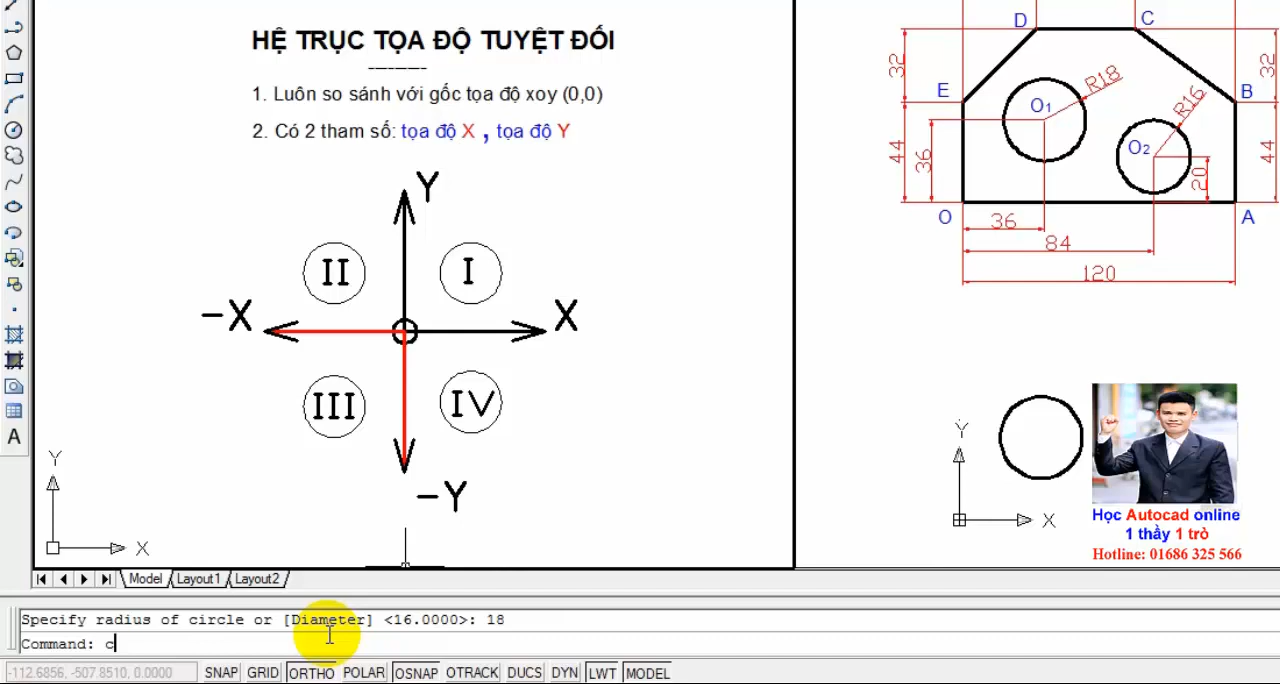 HỆ TRỤC TỌA ĐỘ TUYỆT ĐỐI
----------
1. Luôn so sánh với gốc tọa độ xoy (0,0)
2. Có 2 tham số: tọa độ X , tọa độ Y
Y
II
I
-X
X
III
IV
-Y
Y
X
D
C
32
32
E
B
R18
R16
O1
O2
44
36
20
44
O
A
36
84
120
Y
X
Học Autocad online
1 thầy 1 trò
Hotline: 01686 325 566
Model
Layout1
Layout2
Specify radius of circle or [Diameter] <16.0000>: 18
Command: c
-112.6856, -507.8510, 0.0000
SNAP GRID ORTHO POLAR OSNAP OTRACK DUCS DYN LWT MODEL
A